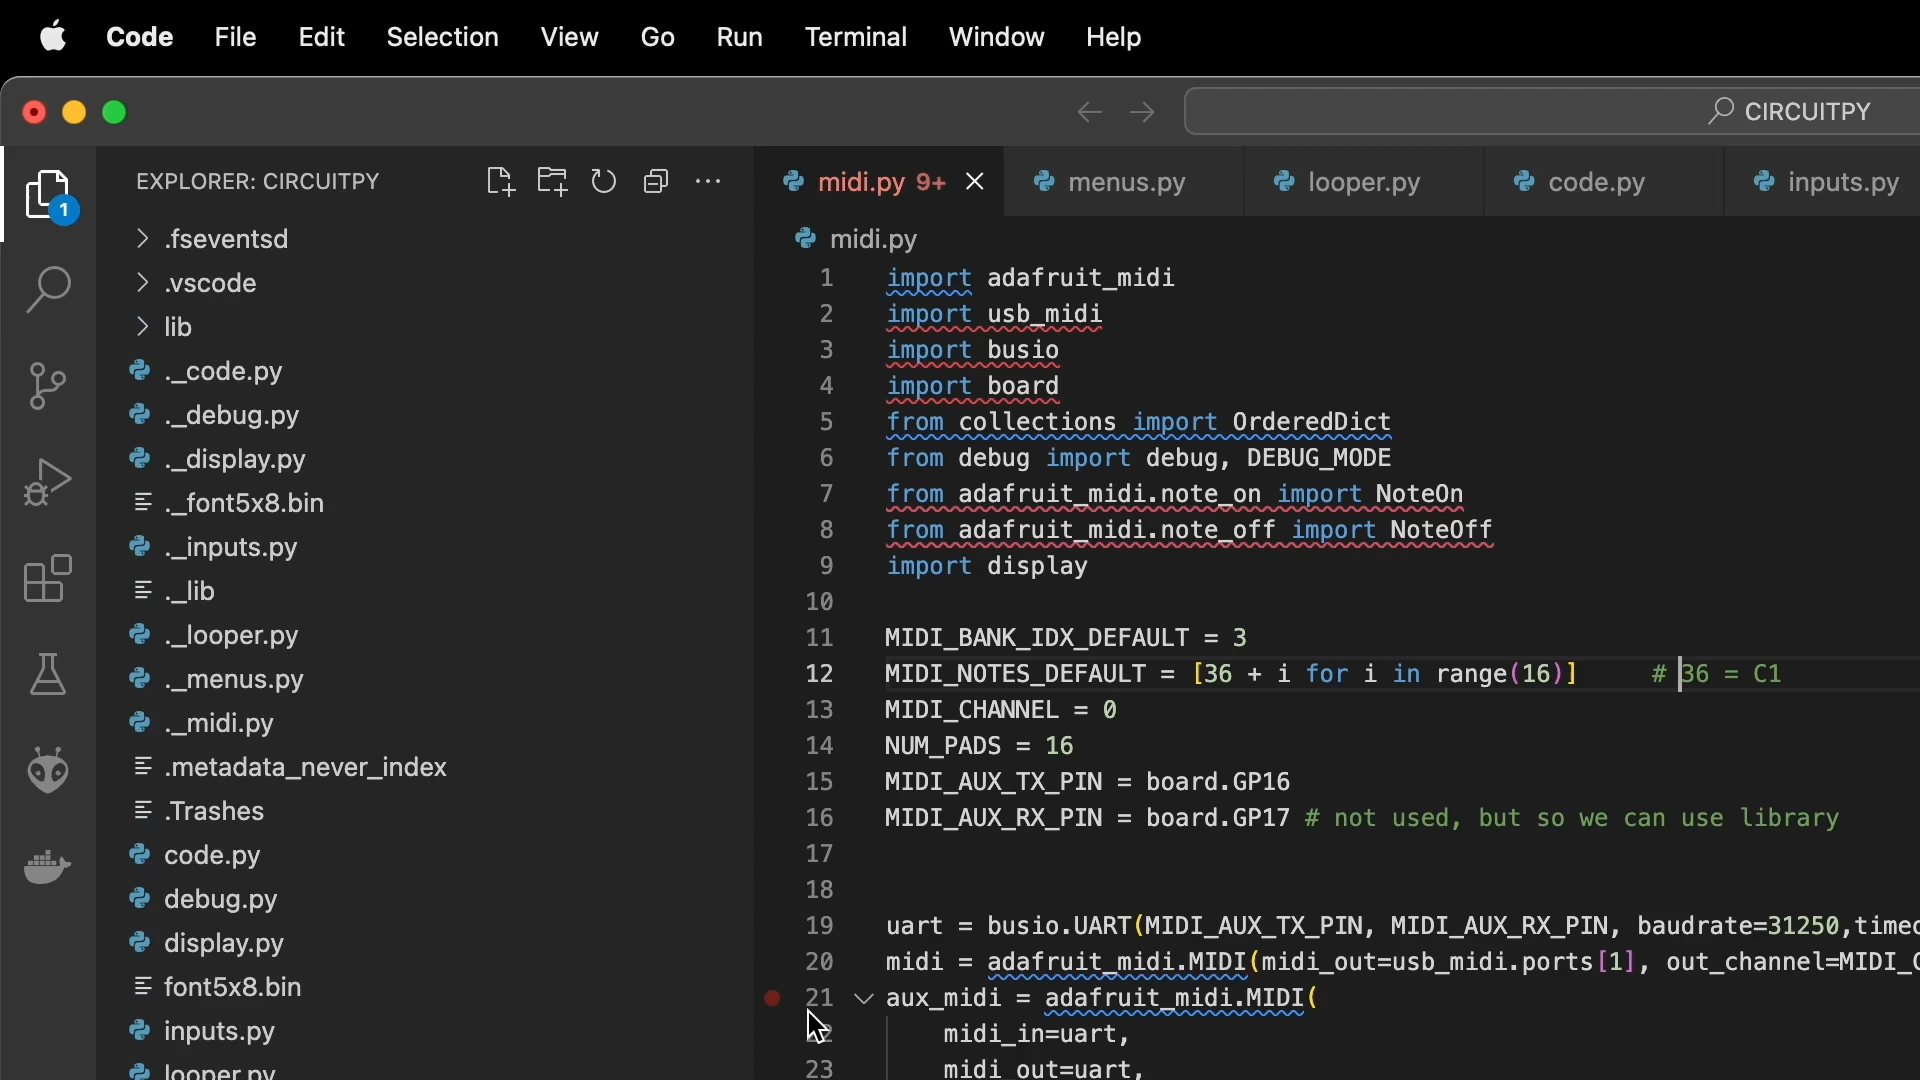 Code File Edit Selection View Go Run Terminal Window Help
CIRCUITPY
EXPLORER: CIRCUITPY
1
.fseventsd
.vscode
lib
._code.py
._debug.py
._display.py
._font5x8.bin
._inputs.py
._lib
._looper.py
._menus.py
._midi.py
.metadata_never_index
.Trashes
code.py
debug.py
display.py
font5x8.bin
inputs.py
looper.py
midi.py 9+ menus.py looper.py code.py inputs.py
midi.py
1 import adafruit_midi
2 import usb_midi
3 import busio
4 import board
5 from collections import OrderedDict
6 from debug import debug, DEBUG_MODE
7 from adafruit_midi.note_on import NoteOn
8 from adafruit_midi.note_off import NoteOff
9 import display
10
11 MIDI_BANK_IDX_DEFAULT = 3
12 MIDI_NOTES_DEFAULT = [36 + i for i in range(16)] # 36 = C1
13 MIDI_CHANNEL = 0
14 NUM_PADS = 16
15 MIDI_AUX_TX_PIN = board.GP16
16 MIDI_AUX_RX_PIN = board.GP17 # not used, but so we can use library
17
18
19 uart = busio.UART(MIDI_AUX_TX_PIN, MIDI_AUX_RX_PIN, baudrate=31250,timeo
20 midi = adafruit_midi.MIDI(midi_out=usb_midi.ports[1], out_channel=MIDI_C
21 aux_midi = adafruit_midi.MIDI(
22 midi_in=uart,
23 midi_out=uart,